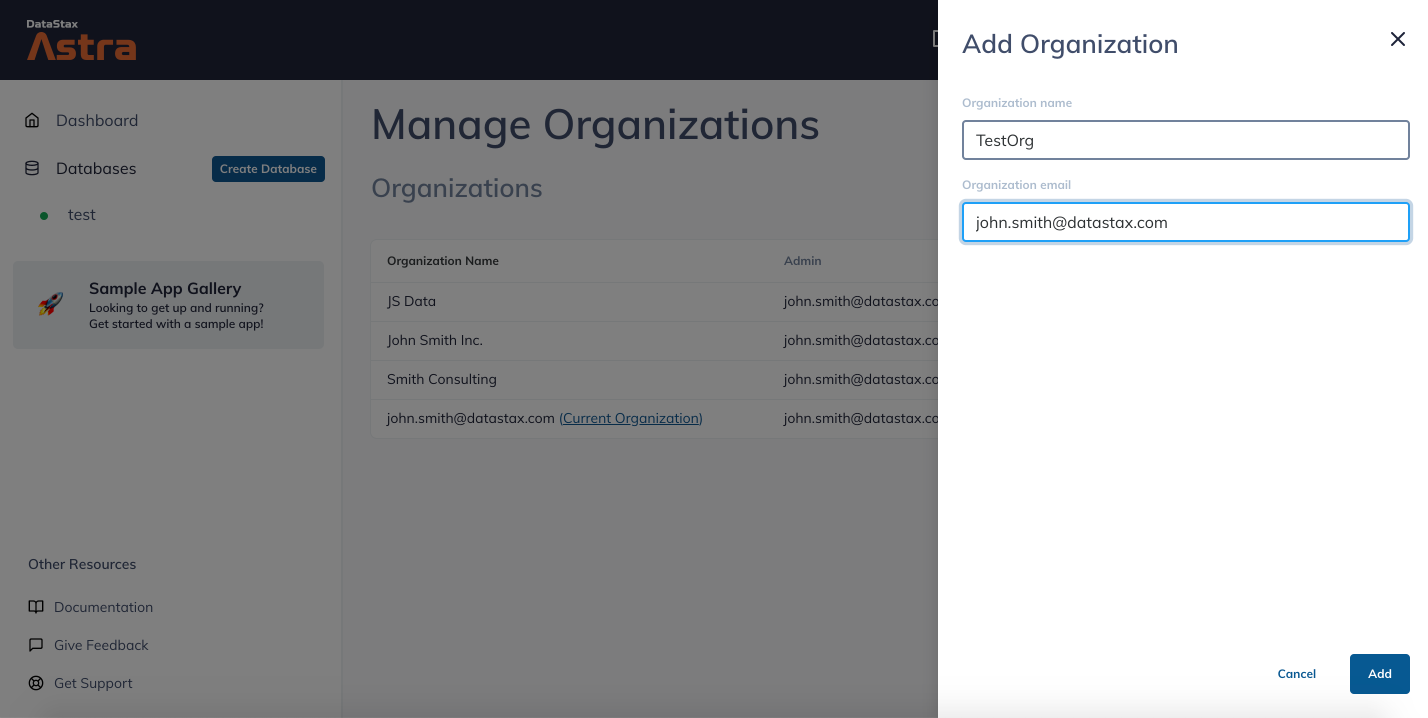 DataStax
Astra
Dashboard
Databases
Create Database
test
Sample App Gallery
Looking to get up and running?
Get started with a sample app!
Other Resources
Documentation
Give Feedback
Get Support
Manage Organizations
Organizations
Organization Name Admin
JS Data john.smith@datastax.co
John Smith Inc. john.smith@datastax.co
Smith Consulting john.smith@datastax.co
john.smith@datastax.com (Current Organization) john.smith@datastax.co
Add Organization
Organization name
TestOrg
Organization email
john.smith@datastax.com
Cancel
Add